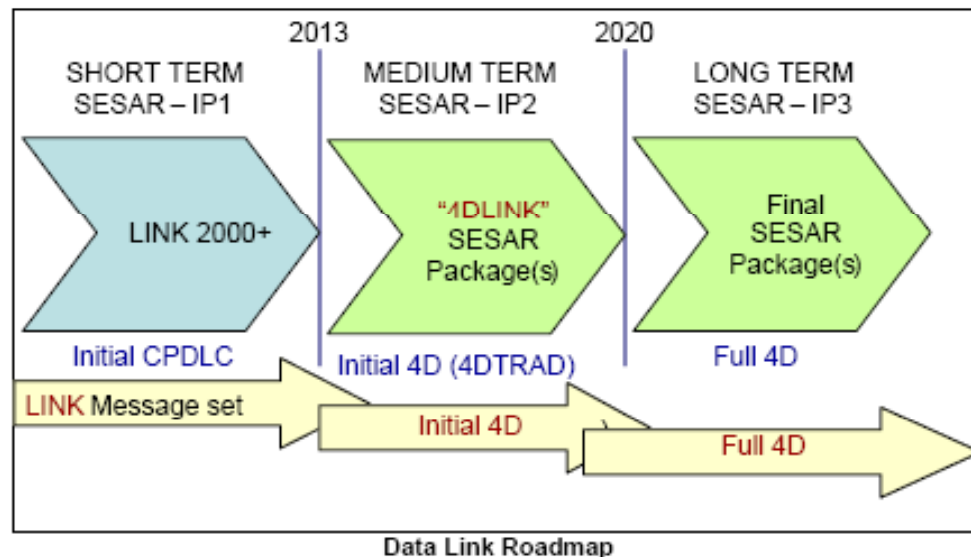 2013
2020
SHORT TERM
SESAR – IP1
MEDIUM TERM
SESAR – IP2
LONG TERM
SESAR – IP3
LINK 2000+
“4DLINK”
SESAR
Package(s)
Final
SESAR
Package(s)
Initial CPDLC
Initial 4D (4DTRAD)
Full 4D
LINK Message set
Initial 4D
)
Full 4D
Data Link Roadmap